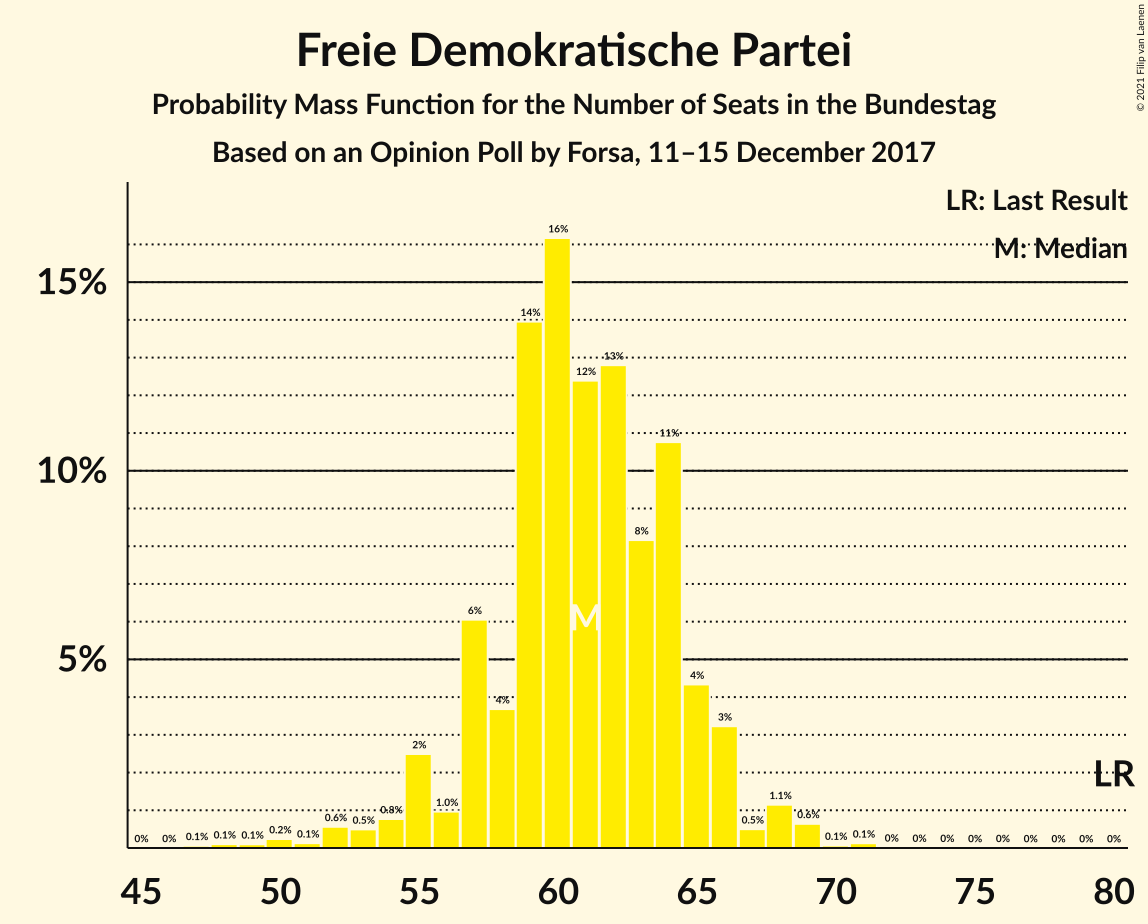 Freie Demokratische Partei
Probability Mass Function for the Number of Seats in the Bundestag
Based on an Opinion Poll by Forsa, 11–15 December 2017
© 2021 Filip van Laenen
LR: Last Result
M: Median
15%
10%
5%
0% 0% 0.1% 0.1% 0.1% 0.2% 0.1% 0.6% 0.5% 0.8% 2% 1.0% 6% 4% 14% 16% 12% 13% 8% 11% 4% 3% 0.5% 1.1% 0.6% 0.1% 0.1% 0% 0% 0% 0% 0% 0% 0% 0% 0%
M
LR
45 50 55 60 65 70 75 80